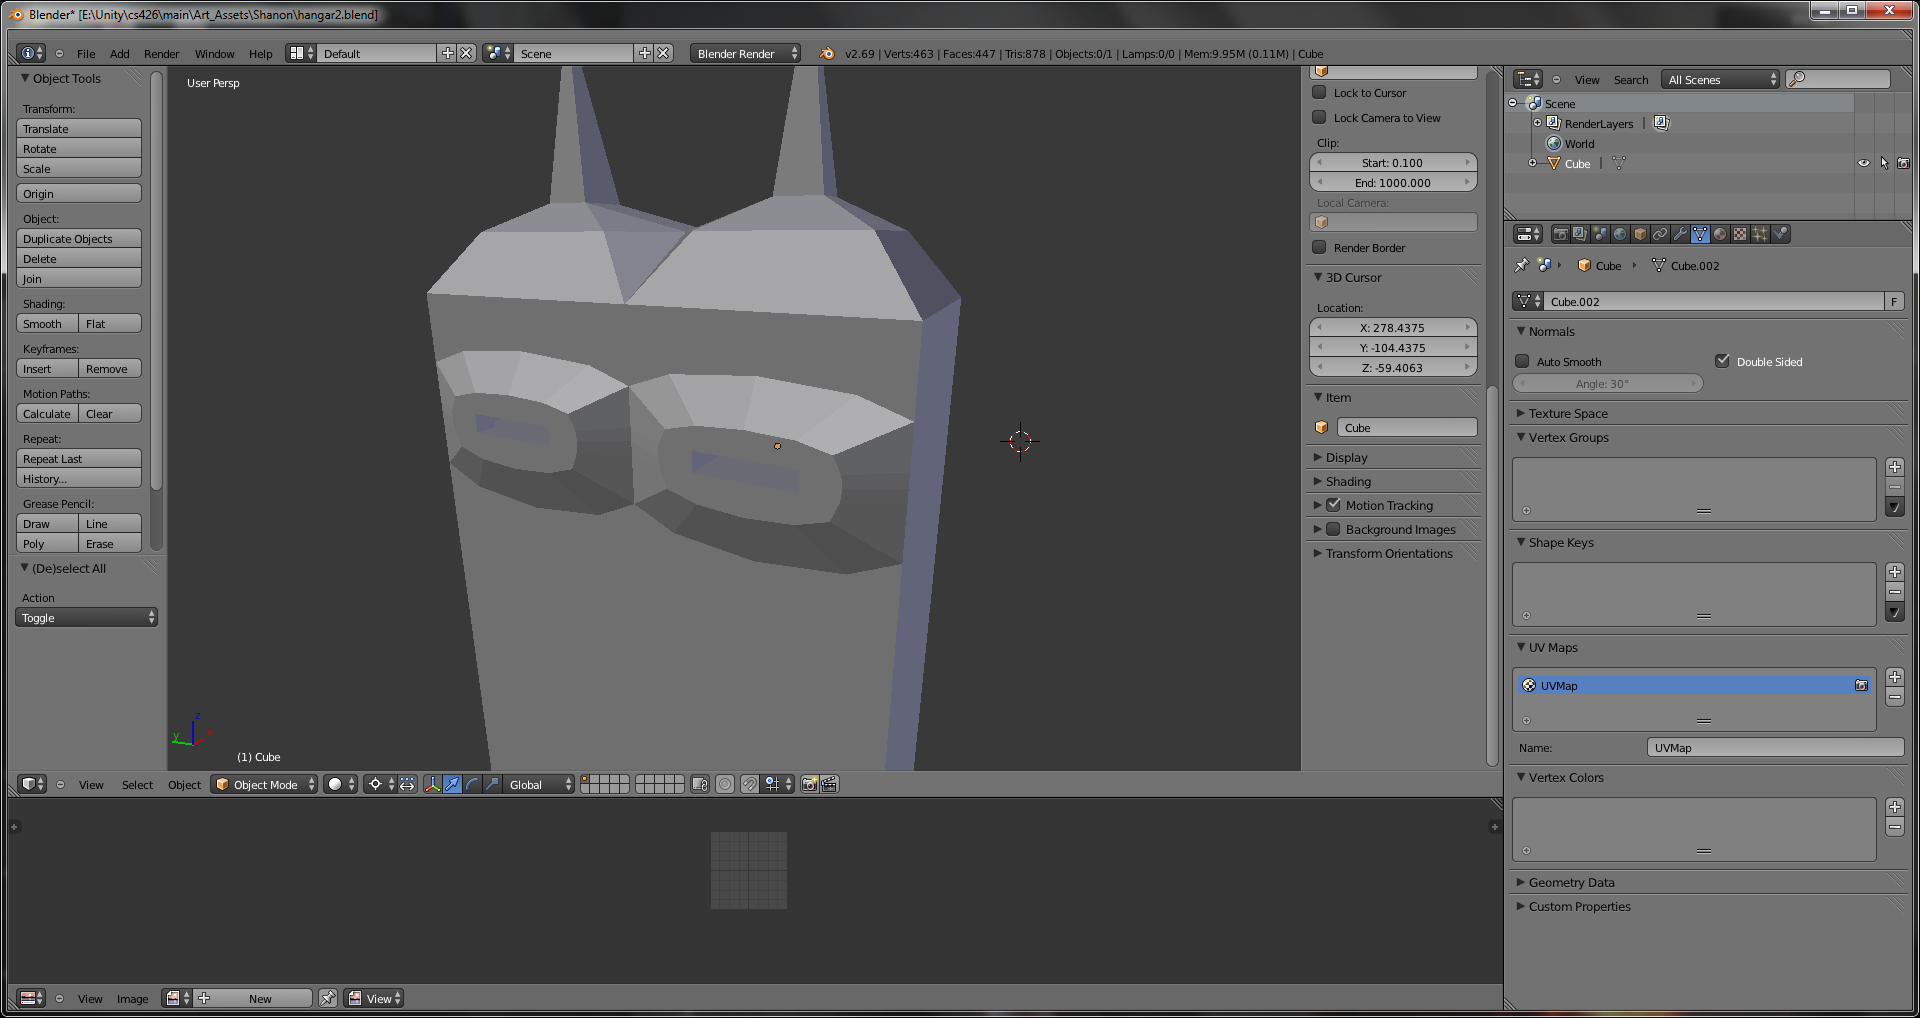 Blender* [E:\Unity\cs426\main\Art_Assets\Shanon\hangar2.blend]
File Add Render Window Help Default Scene Blender Render v2.69 | Verts:463 | Faces:447 | Tris:878 | Objects:0/1 | Lamps:0/0 | Mem:9.95M (0.11M) | Cube
Object Tools
Transform:
Translate
Rotate
Scale
Origin
Object:
Duplicate Objects
Delete
Join
Shading:
Smooth Flat
Keyframes:
Insert Remove
Motion Paths:
Calculate Clear
Repeat:
Repeat Last
History...
Grease Pencil:
Draw Line
Poly Erase
(De)select All
Action
Toggle
User Persp
z
y
x
(1) Cube
Lock to Cursor
Lock Camera to View
Clip:
Start: 0.100
End: 1000.000
Local Camera:
Render Border
3D Cursor
Location:
X: 278.4375
Y: -104.4375
Z: -59.4063
Item
Cube
Display
Shading
Motion Tracking
Background Images
Transform Orientations
View Select Object Object Mode Global
View Image New View
View Search All Scenes
Scene
RenderLayers |
World
Cube |
Cube Cube.002
Cube.002 F
Normals
Auto Smooth Double Sided
Angle: 30°
Texture Space
Vertex Groups
Shape Keys
UV Maps
UVMap
Name: UVMap
Vertex Colors
Geometry Data
Custom Properties